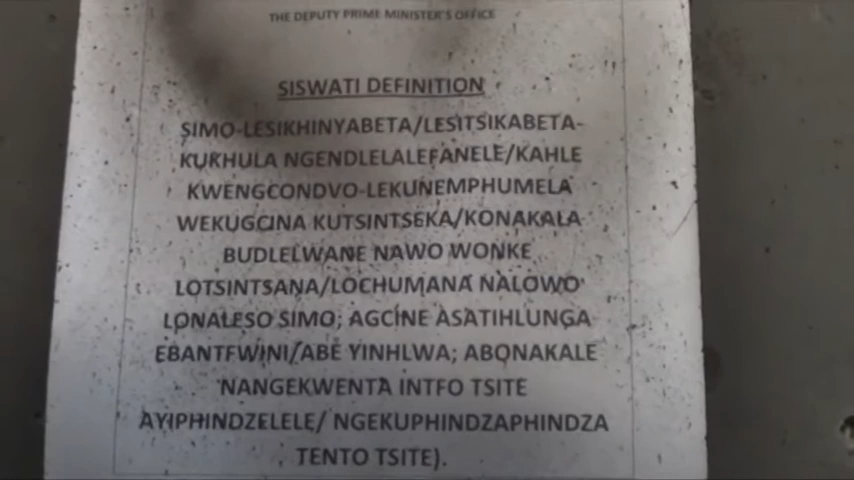 THE DEPUTY PRIME MINISTER'S OFFICE
SISWATI DEFINITION
SIMO-LESIKHINYABETA/LESITSIKABETA-
KUKHULA NGENDLELALEFANELE/KAHLE
KWENGCONDVO-LEKUNEMPHUMELA
WEKUGCINA KUTSINTSEKA/KONAKALA
BUDLELWANE NAWO WONKE
LOTSINTSANA/LOCHUMANA NALOWO
LONALESO SIMO; AGCINE ASATIHLUNGA
EBANTFWINI/ABE YINHLWA; ABONAKALE
NANGEKWENTA INTFO TSITE
AYIPHINDZELELE/ NGEKUPHINDZAPHINDZA
TENTO TSITE).